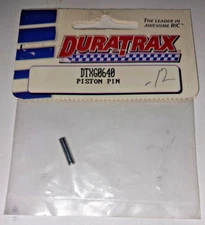 THE LEADER IN
AWESOME R/C
DURATRAX
DTXG0640
PISTON PIN